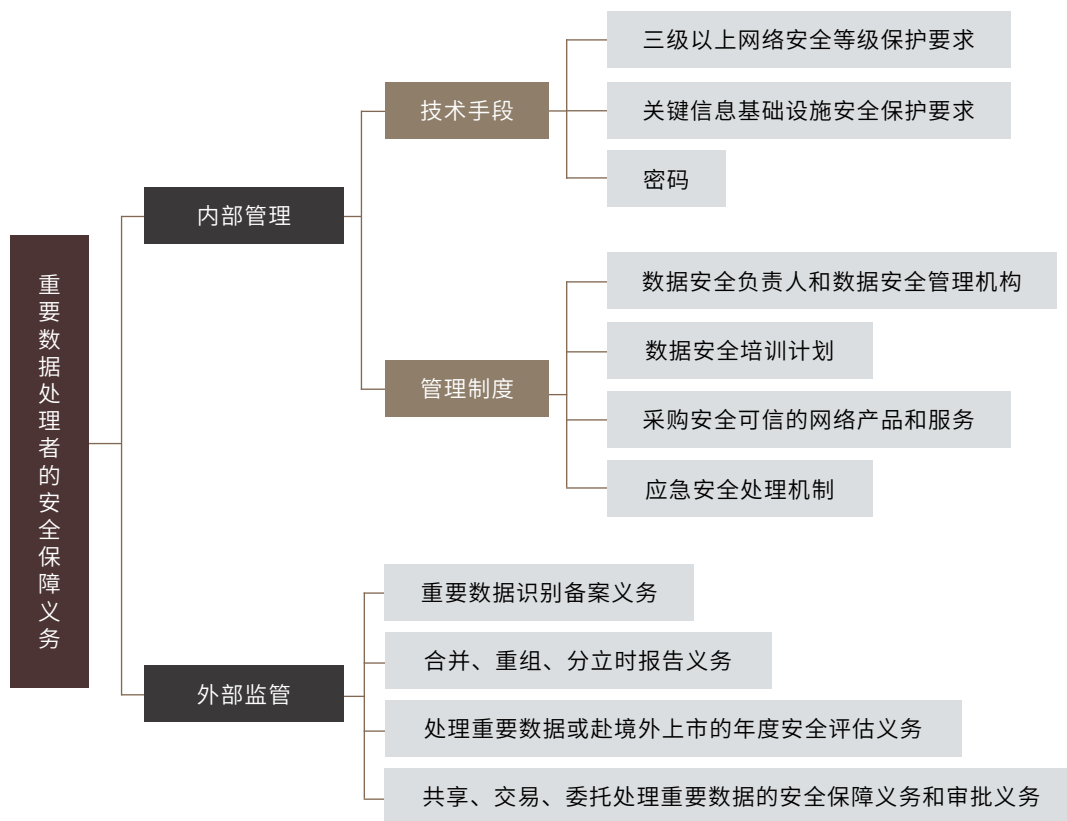 重要数据处理者的安全保障义务
内部管理
技术手段
三级以上网络安全等级保护要求
关键信息基础设施安全保护要求
密码
管理制度
数据安全负责人和数据安全管理机构
数据安全培训计划
采购安全可信的网络产品和服务
应急安全处理机制
外部监管
重要数据识别备案义务
合并、重组、分立时报告义务
处理重要数据或赴境外上市的年度安全评估义务
共享、交易、委托处理重要数据的安全保障义务和审批义务